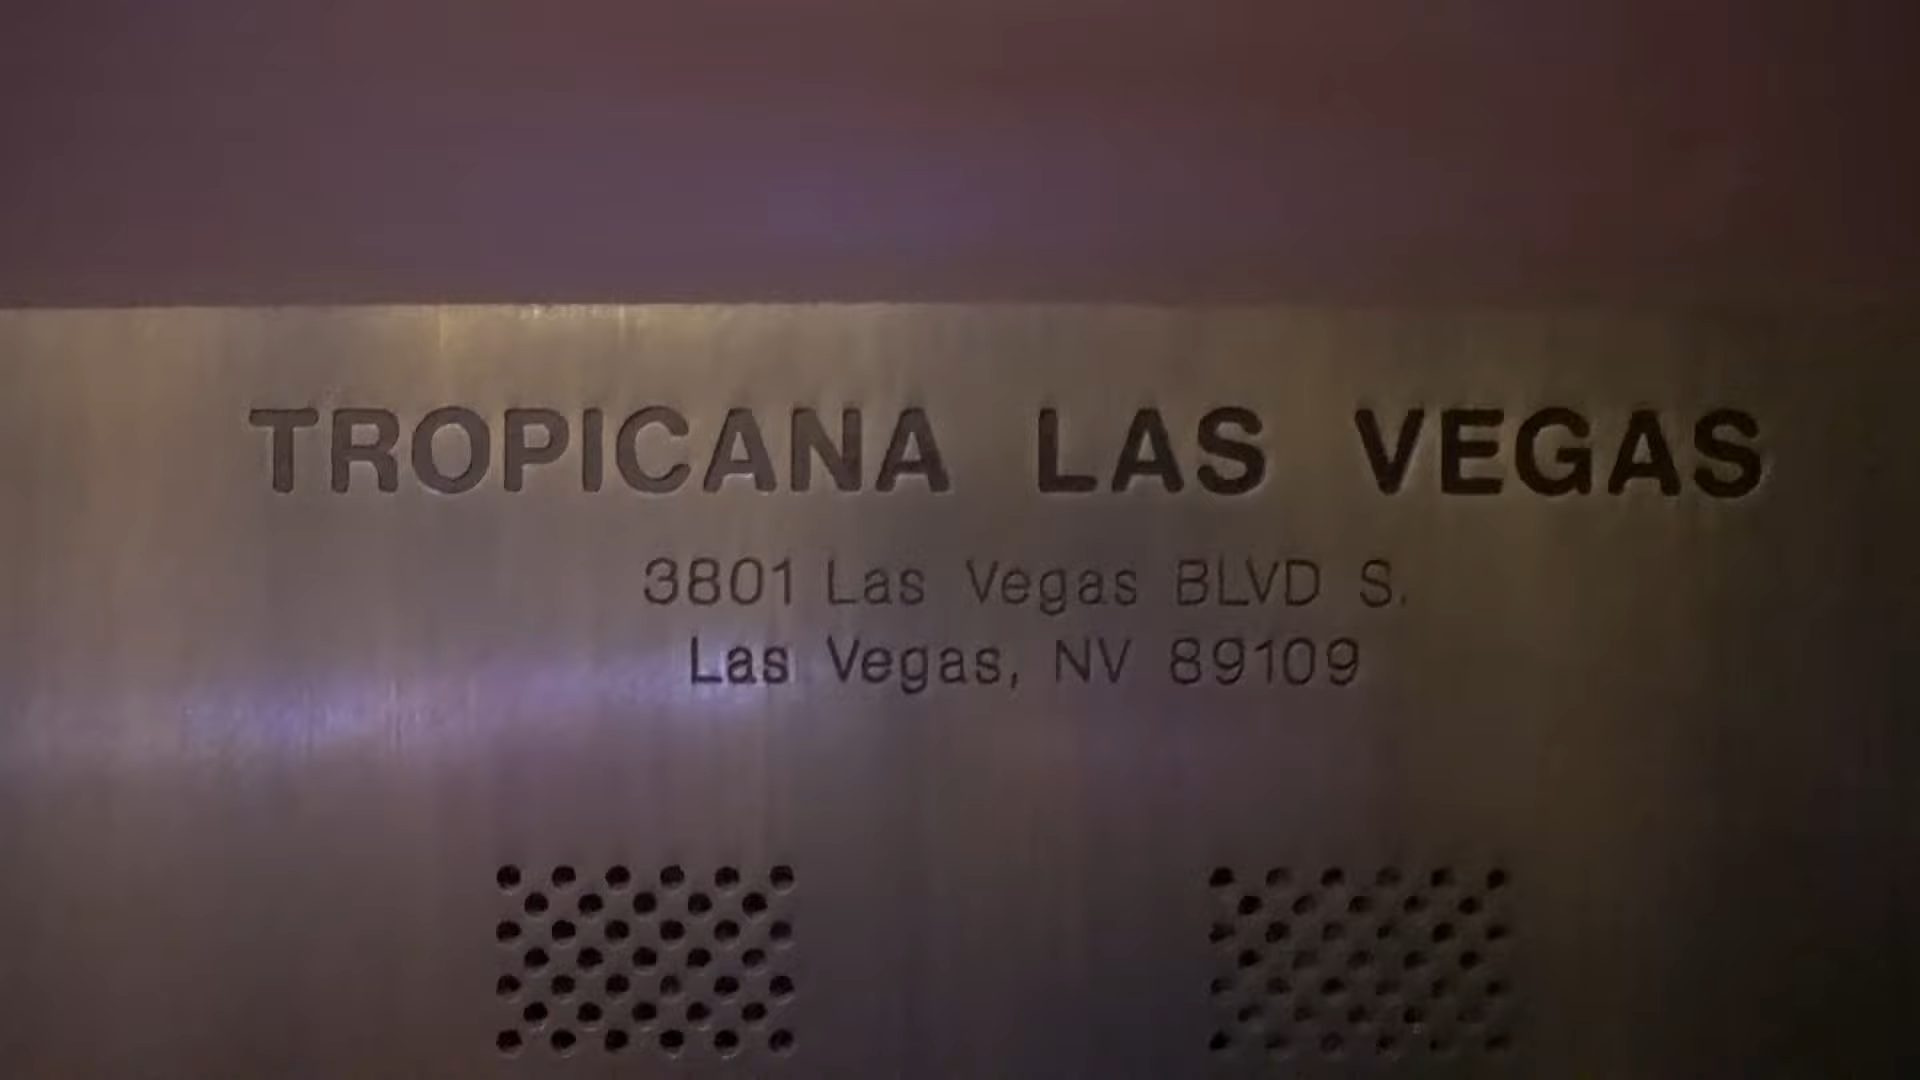 TROPICANA LAS VEGAS
3801 Las Vegas BLVD S.
Las Vegas, NV 89109